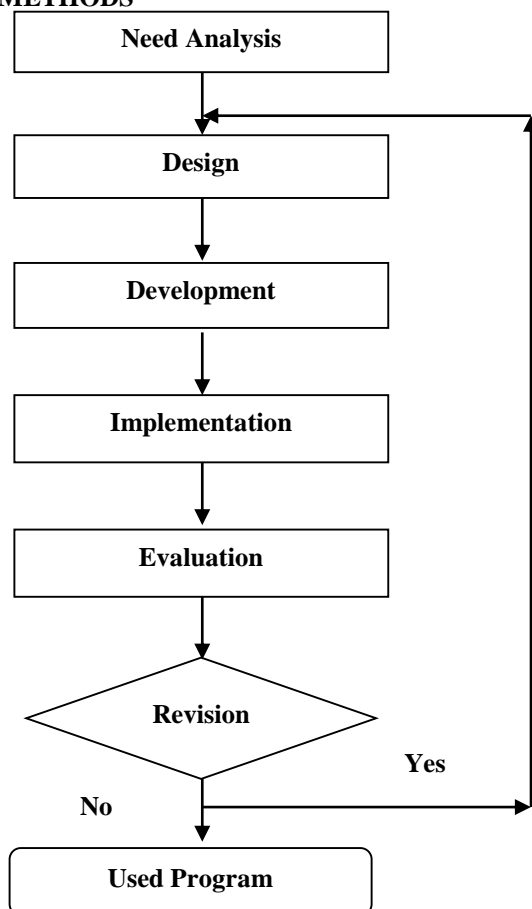 METHODS
Need Analysis
Design
Development
Implementation
Evaluation
Revision
Yes
No
Used Program